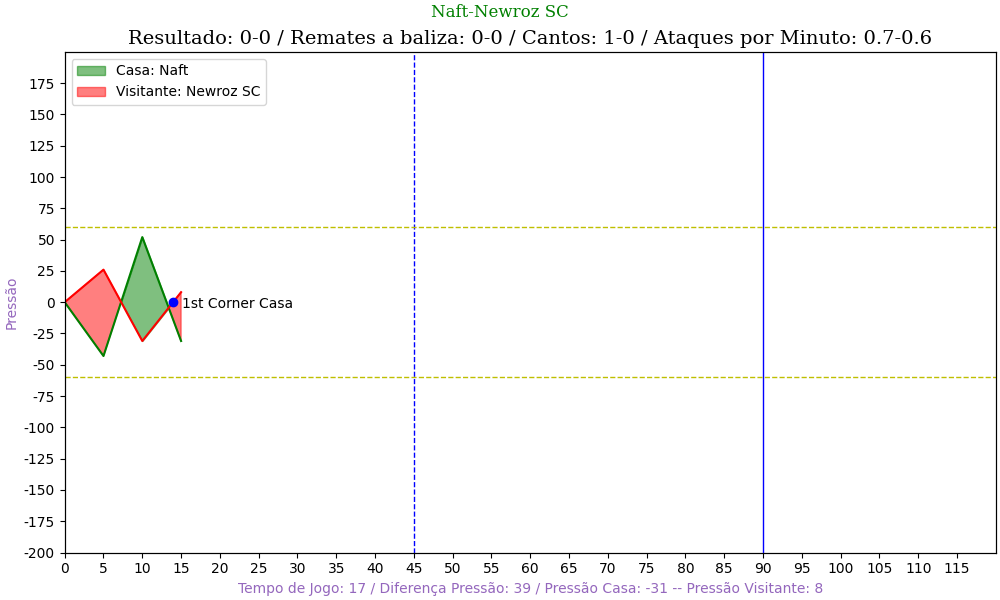 Naft-Newroz SC
Resultado: 0-0 / Remates a baliza: 0-0 / Cantos: 1-0 / Ataques por Minuto: 0.7-0.6
Casa: Naft
Visitante: Newroz SC
175
150
125
100
75
50
25
0
-25
-50
-75
-100
-125
-150
-175
-200
Pressão
1st Corner Casa
0 5 10 15 20 25 30 35 40 45 50 55 60 65 70 75 80 85 90 95 100 105 110 115
Tempo de Jogo: 17 / Diferença Pressão: 39 / Pressão Casa: -31 -- Pressão Visitante: 8